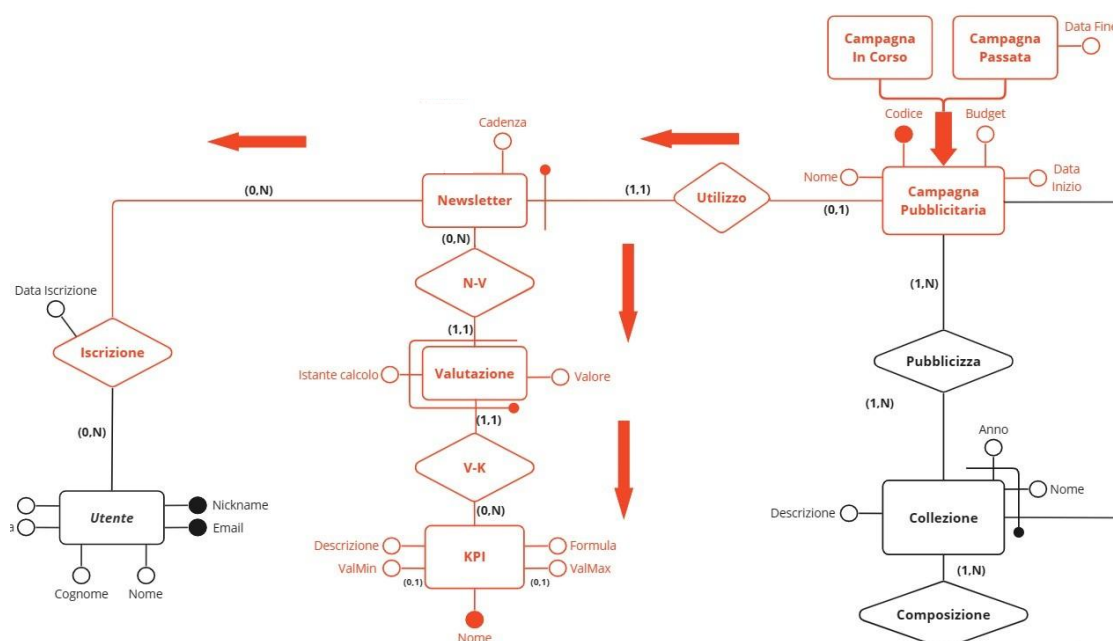 Campagna
In Corso
Campagna
Passata
Data Fine
Codice
Budget
Cadenza
Nome
Campagna
Pubblicitaria
Data
Inizio
(0,N)
Newsletter
(1,1)
Utilizzo
(0,1)
(0,N)
N-V
(1,N)
Data Iscrizione
(1,1)
Iscrizione
Istante calcolo
Valutazione
Valore
Pubblicizza
(1,N)
(1,1)
(0,N)
Anno
V-K
Nome
Nickname
Utente
a
Email
(0,N)
Descrizione
Collezione
Descrizione
KPI
Formula
ValMin
ValMax
(0,1)
(0,1)
(1,N)
Cognome
Nome
Composizione
Nome